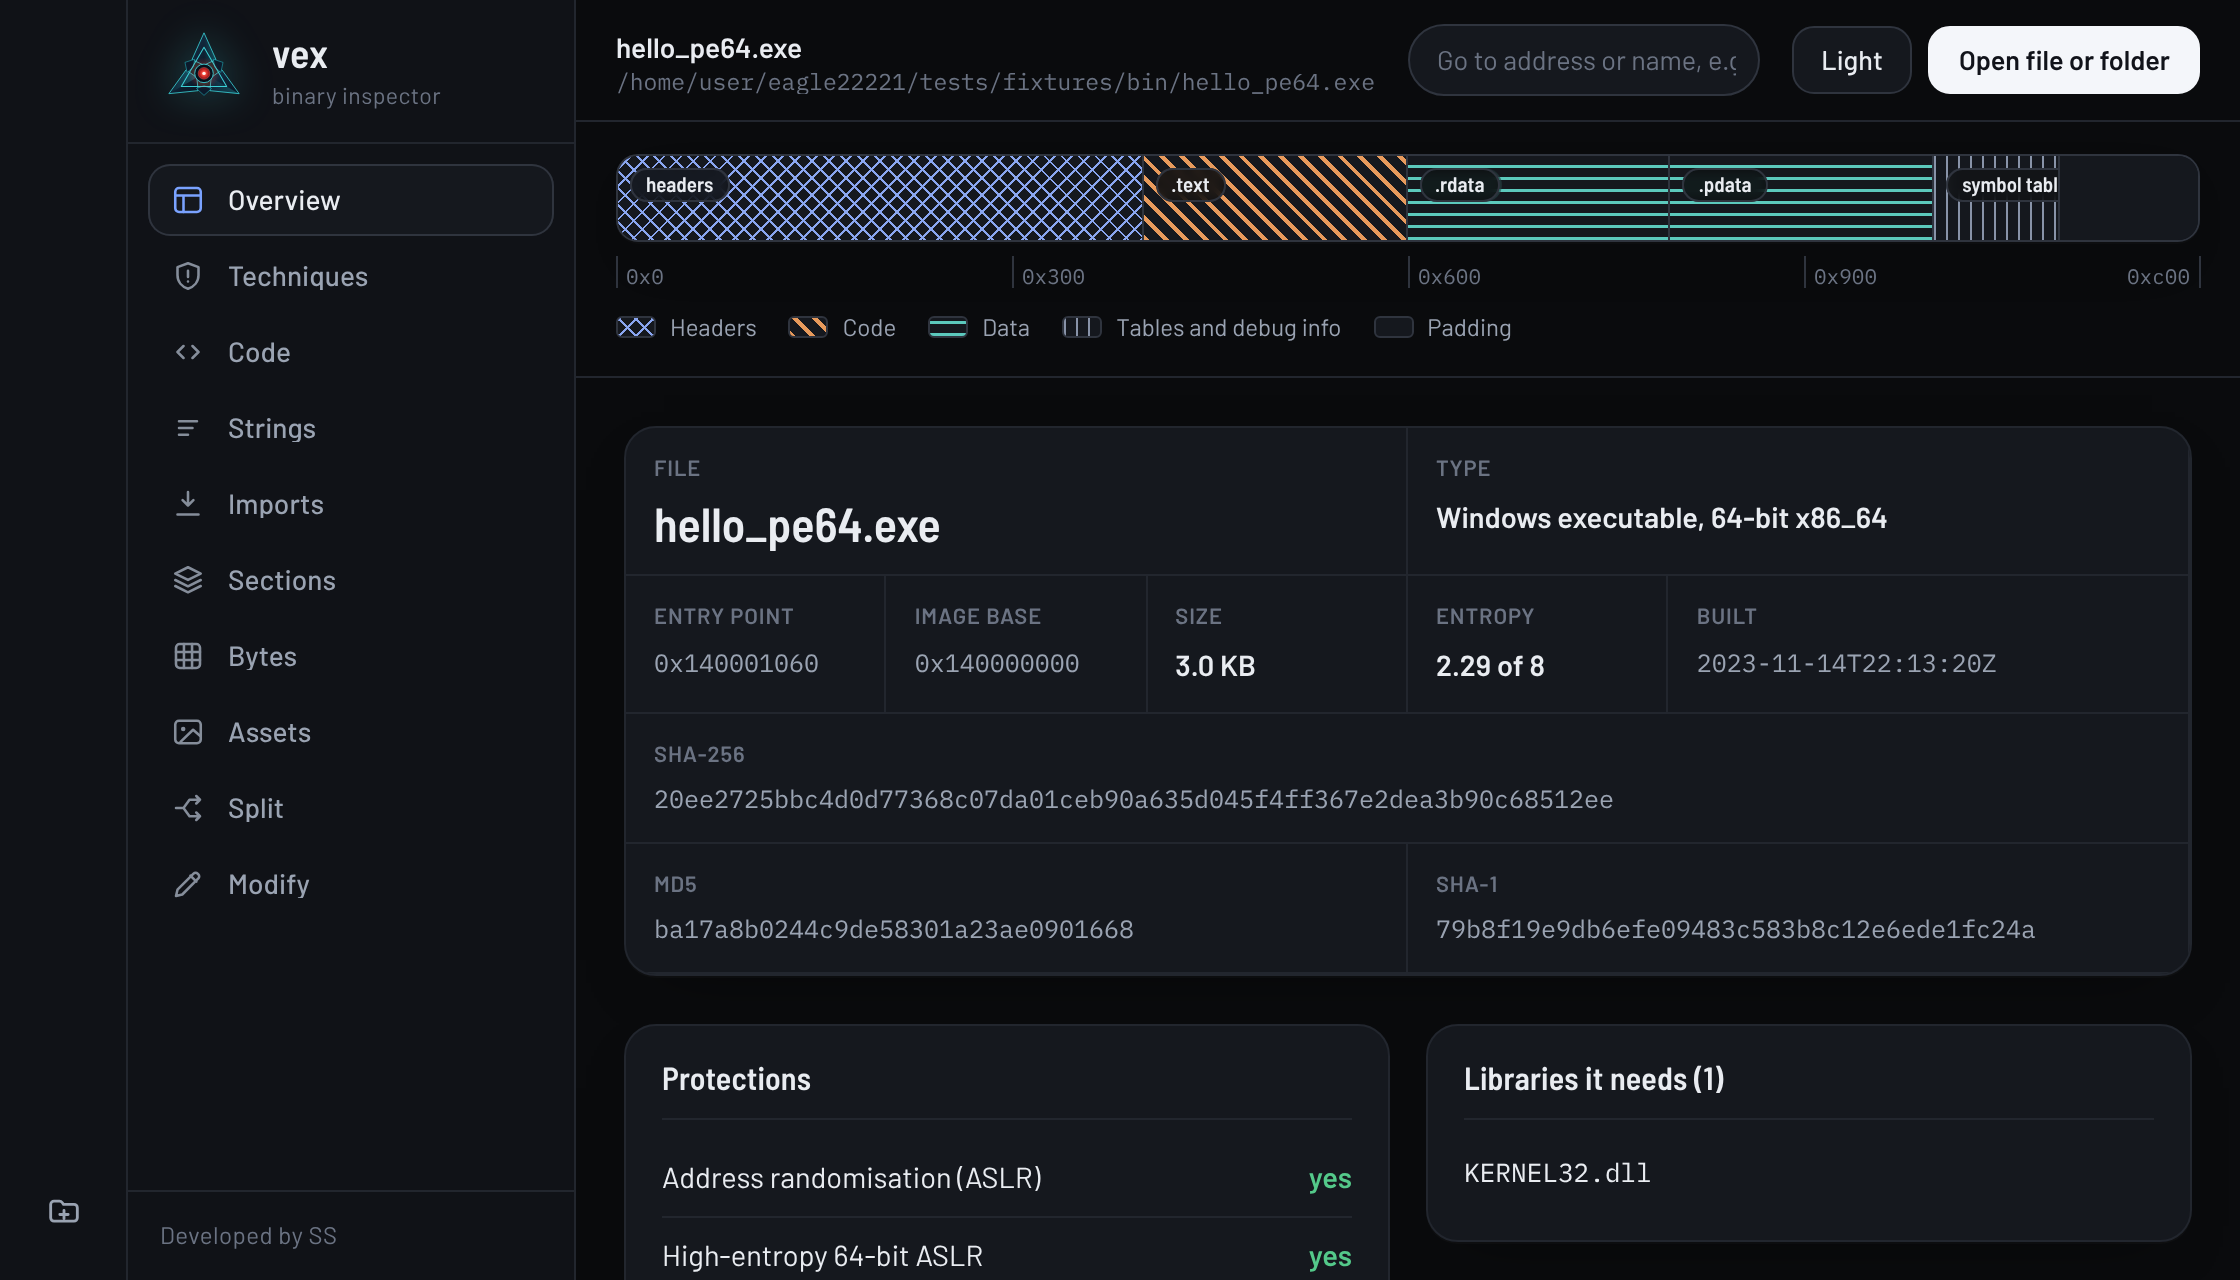 vex
binary inspector
Overview
Techniques
Code
Strings
Imports
Sections
Bytes
Assets
Split
Modify
Developed by SS
hello_pe64.exe
/home/user/eagle22221/tests/fixtures/bin/hello_pe64.exe
Go to address or name, e.g
Light
Open file or folder
headers
.text
.rdata
.pdata
symbol tabl
0x0
0x300
0x600
0x900
0xc00
Headers
Code
Data
Tables and debug info
Padding
FILE
hello_pe64.exe
TYPE
Windows executable, 64-bit x86_64
ENTRY POINT
0x140001060
IMAGE BASE
0x140000000
SIZE
3.0 KB
ENTROPY
2.29 of 8
BUILT
2023-11-14T22:13:20Z
SHA-256
20ee2725bbc4d0d77368c07da01ceb90a635d045f4ff367e2dea3b90c68512ee
MD5
ba17a8b0244c9de58301a23ae0901668
SHA-1
79b8f19e9db6efe09483c583b8c12e6ede1fc24a
Protections
Address randomisation (ASLR)
yes
High-entropy 64-bit ASLR
yes
Libraries it needs (1)
KERNEL32.dll